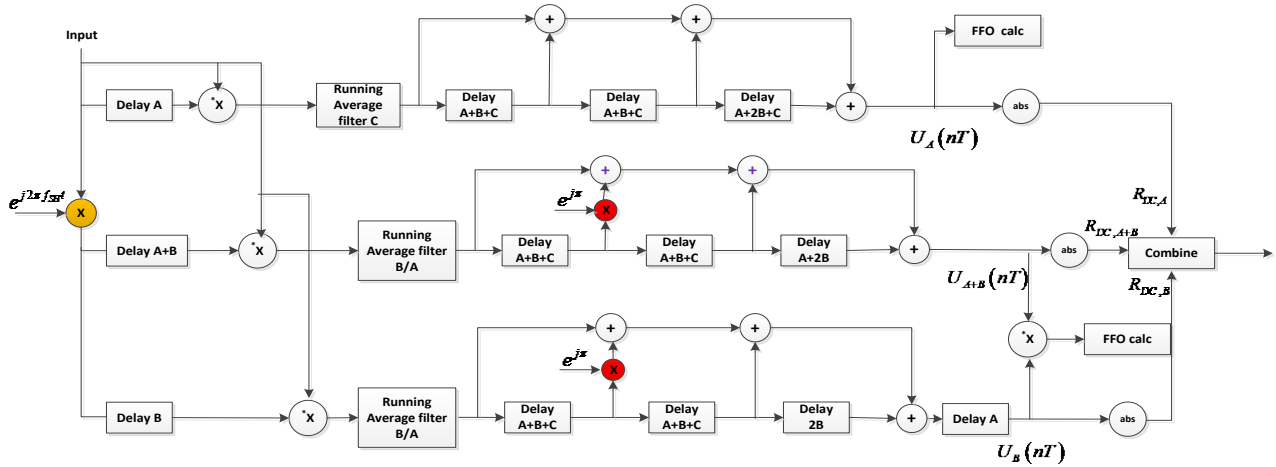 Input
Delay A
*X
Running
Average
filter C
+
+
Delay
A+B+C
Delay
A+B+C
Delay
A+2B+C
+
FFO calc
abs
U_A(nT)
R_{DC,A}
e^{j2πf_{SH}t}
X
Delay A+B
*X
Running
Average filter
B/A
+
+
e^{jπ}
X
Delay
A+B+C
Delay
A+B+C
Delay
A+2B
+
U_{A+B}(nT)
abs
R_{DC,A+B}
Combine
R_{DC,B}
*X
FFO calc
Delay B
*X
Running
Average filter
B/A
+
+
e^{jπ}
X
Delay
A+B+C
Delay
A+B+C
Delay
2B
+
Delay A
abs
U_B(nT)